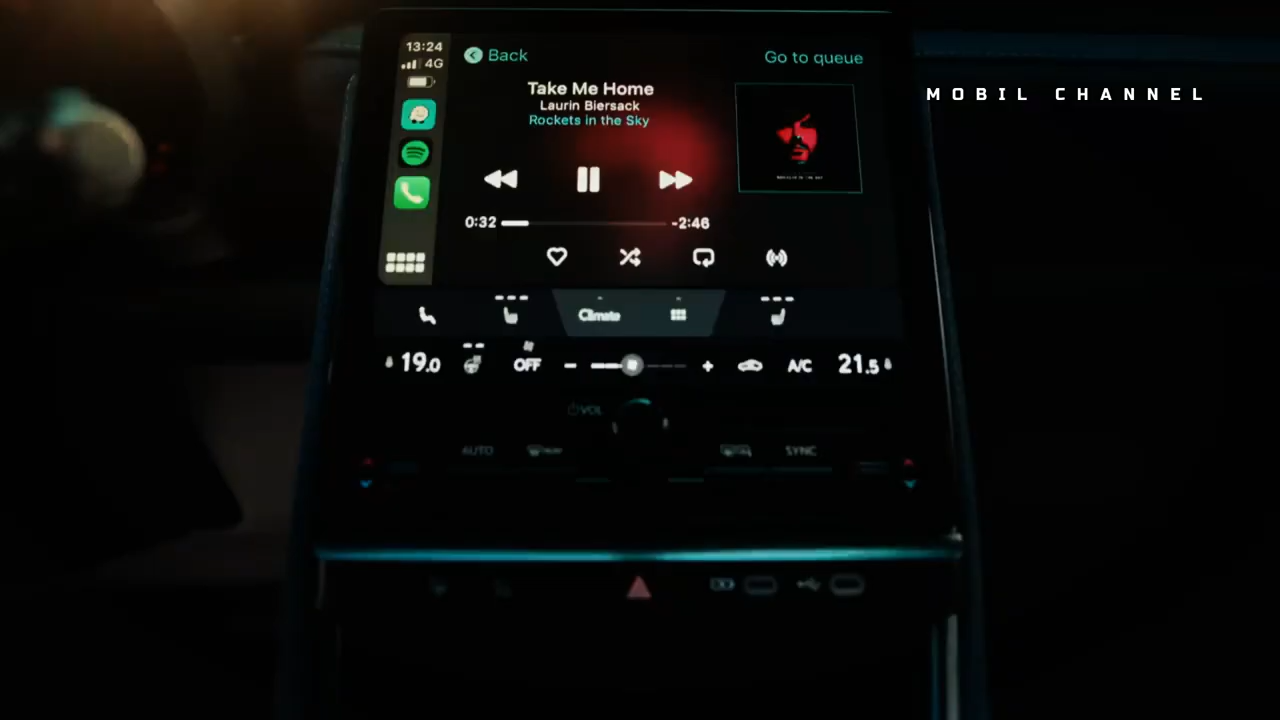 13:24
4G
Back
Go to queue
MOBIL CHANNEL
Take Me Home
Laurin Biersack
Rockets in the Sky
0:32
-2:46
Climate
19.0
OFF
A/C
21.5
VOL
AUTO
SYNC